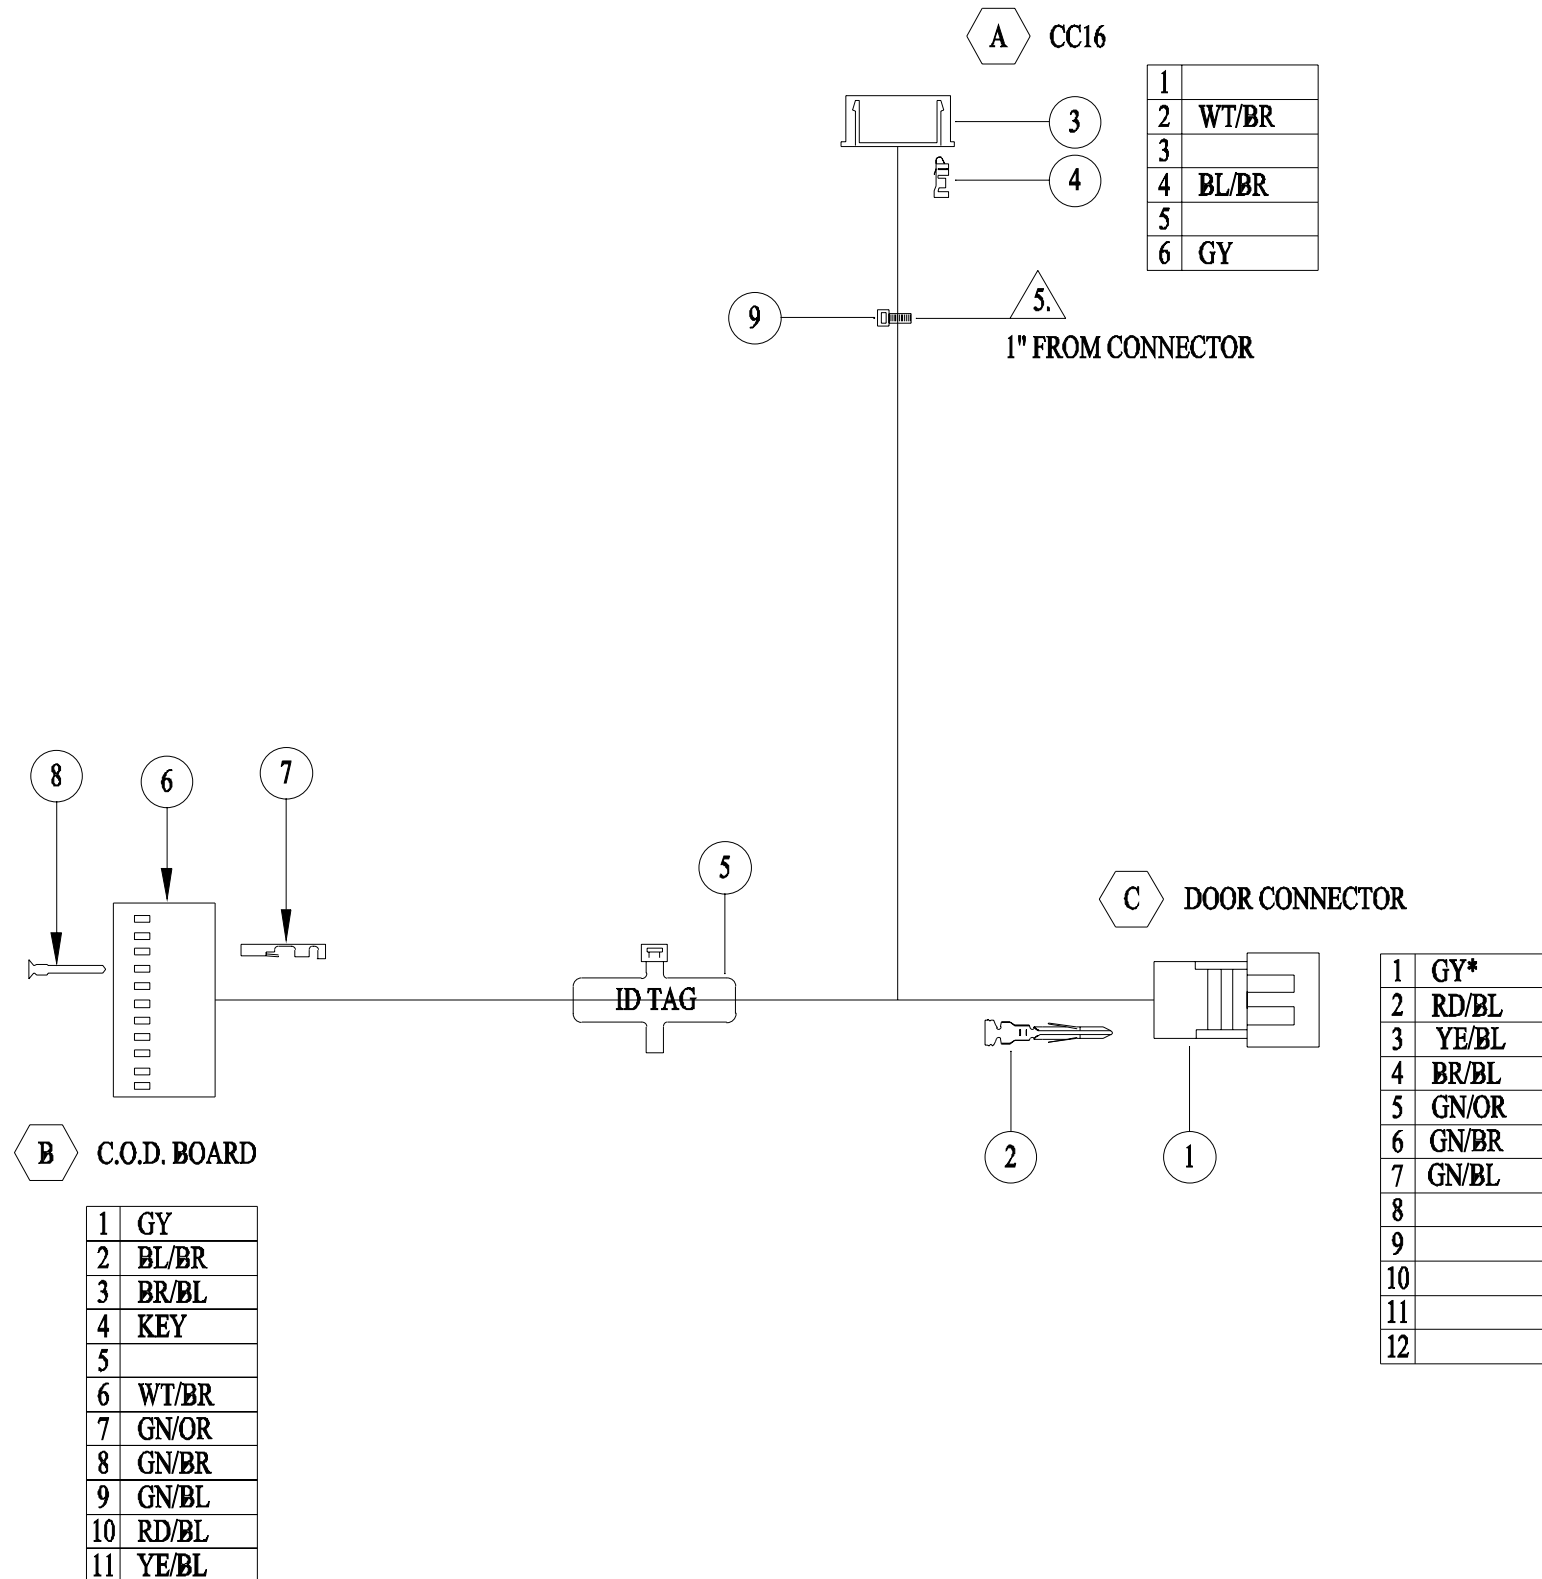 A CC16
1
2 WT/BR
3
4 BL/BR
5
6 GY
3
4
9
5.
1" FROM CONNECTOR
8
6
7
5
ID TAG
C DOOR CONNECTOR
1 GY*
2 RD/BL
3 YE/BL
4 BR/BL
5 GN/OR
6 GN/BR
7 GN/BL
8
9
10
11
12
2
1
B C.O.D. BOARD
1 GY
2 BL/BR
3 BR/BL
4 KEY
5
6 WT/BR
7 GN/OR
8 GN/BR
9 GN/BL
10 RD/BL
11 YE/BL